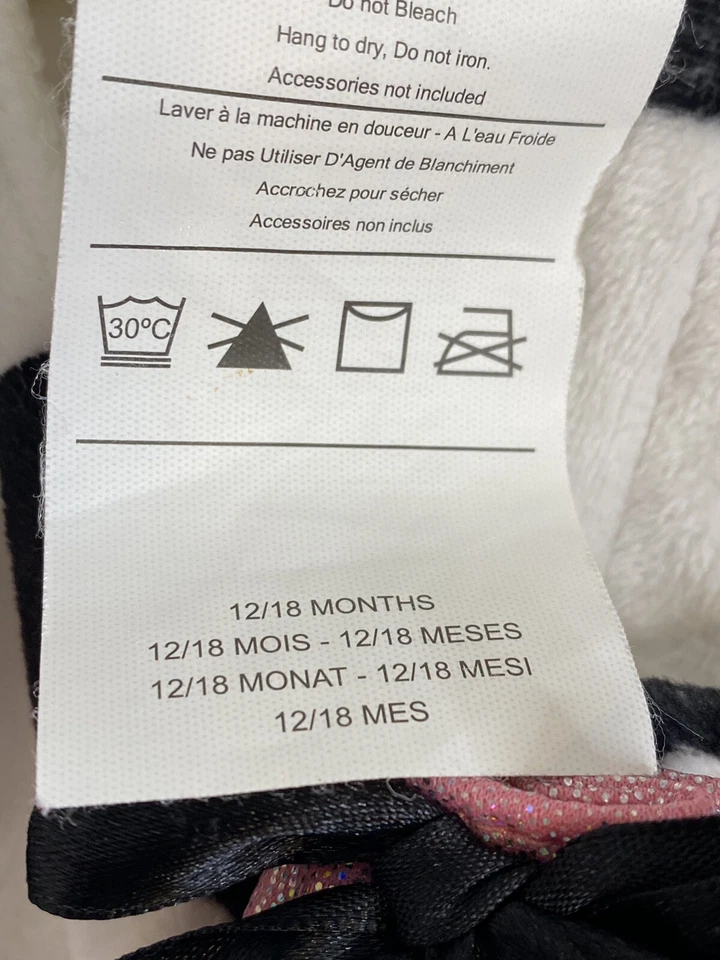 Do not Bleach
Hang to dry, Do not iron.
Accessories not included
Laver à la machine en douceur - A L'eau Froide
Ne pas Utiliser D'Agent de Blanchiment
Accrochez pour sécher
Accessoires non inclus
30ºC
12/18 MONTHS
12/18 MOIS - 12/18 MESES
12/18 MONAT - 12/18 MESI
12/18 MES